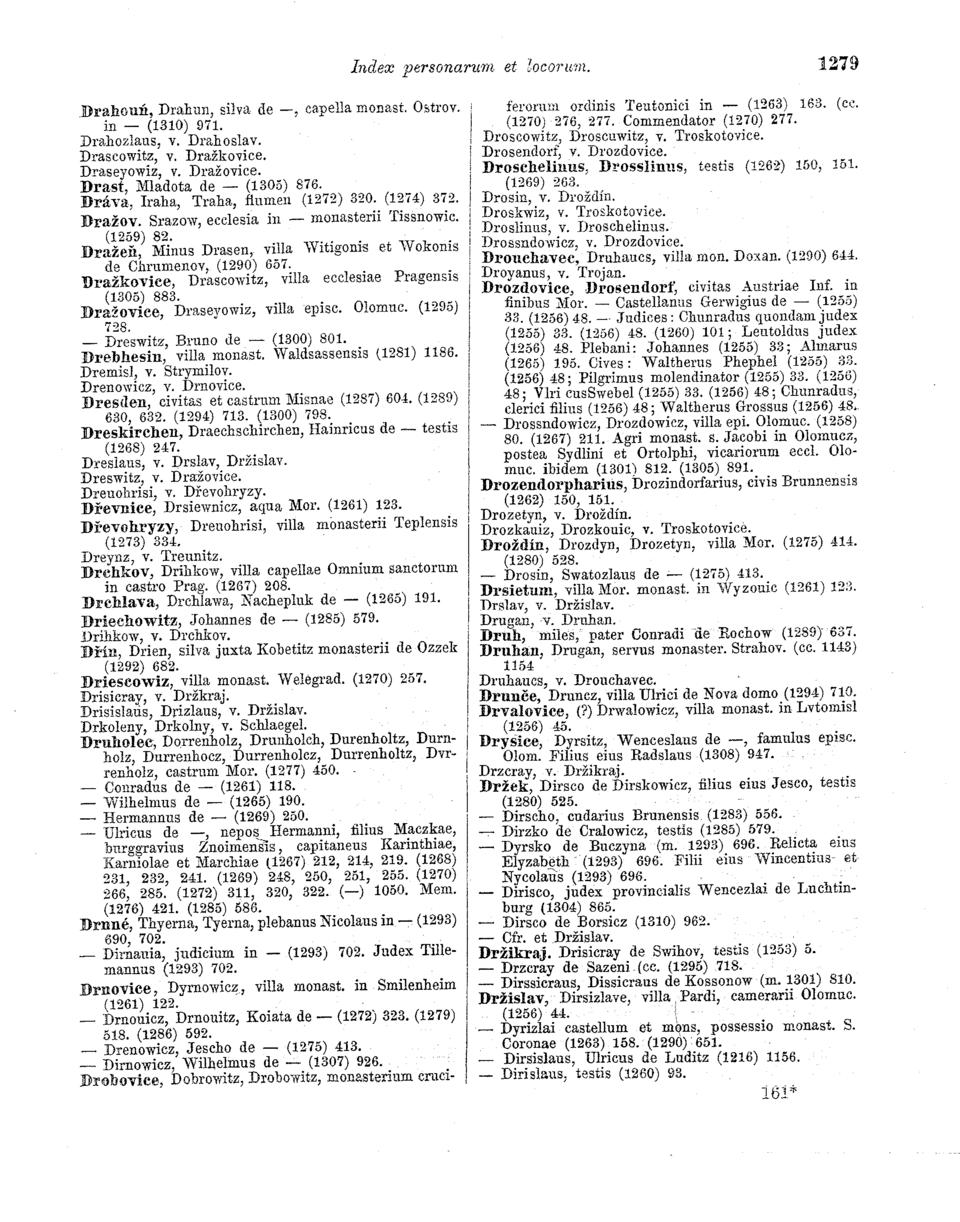 Index personarum et locorum.
1279
Drahouň, Drahun, silva de —, capella monast. Ostrov.
in — (1310) 971.
Drahozlaus, v. Drahoslav.
Drascowitz, v. Dražkovice.
Draseyowiz, v. Dražovice.
Drast, Mladota de — (1305) 876.
Dráva, Iraha, Traha, flumen (1272) 320. (1274) 372.
Dražov. Srazow, ecclesia in — monasterii Tissnowic.
(1259) 82.
Dražeň, Minus Drasen, villa Witigonis et Wokonis
de Chrumenov, (1290) 657.
Dražkovice, Drascowitz, villa ecclesiae Pragensis
(1305) 883.
Dražovice, Draseyowiz, villa episc. Olomuc. (1295)
728.
— Dreswitz, Bruno de — (1300) 801.
Drebhesin, villa monast. Waldsassensis (1281) 1186.
Dremisl, v. Strymilov.
Drenowicz, v. Drnovice.
Dresden, civitas et castrum Misnae (1287) 604. (1289)
630, 632. (1294) 713. (1300) 798.
Dreskirchen, Draechschirchen, Hainricus de — testis
(1268) 247.
Dreslaus, v. Drslav, Držislav.
Dreswitz, v. Dražovice.
Dreuohrisi, v. Dřevohryzy.
Dřevnice, Drsiewnicz, aqua Mor. (1261) 123.
Dřevohryzy, Dreuohrisi, villa monasterii Teplensis
(1273) 334.
Dreynz, v. Treunitz.
Drchkov, Drihkow, villa capellae Omnium sanctorum
in castro Prag. (1267) 208.
Drchlava, Drchlawa, Nachepluk de — (1265) 191.
Driechowitz, Johannes de — (1285) 579.
Drihkow, v. Drchkov.
Dřín, Drien, silva juxta Kobetitz monasterii de Ozzek
(1292) 682.
Driescowiz, villa monast. Welegrad. (1270) 257.
Drisicray, v. Držkraj.
Drisislaus, Drizlaus, v. Držislav.
Drkoleny, Drkolny, v. Schlaegel.
Druholec, Dorrenholz, Drunholch, Durenholtz, Durn-
holz, Durrenhocz, Durrenholcz, Durrenholtz, Dvr-
renholz, castrum Mor. (1277) 450.
— Conradus de — (1261) 118.
— Wilhelmus de — (1265) 190.
— Hermannus de — (1269) 250.
— Ulricus de —, nepos Hermanni, filius Maczkae,
burggravius Znoimensis, capitaneus Karinthiae,
Karniolae et Marchiae (1267) 212, 214, 219. (1268)
231, 232, 241. (1269) 248, 250, 251, 255. (1270)
266, 285. (1272) 311, 320, 322. (—) 1050. Mem.
(1276) 421. (1285) 586.
Drnné, Thyerna, Tyerna, plebanus Nicolaus in — (1293)
690, 702.
— Dirnauia, judicium in — (1293) 702. Judex Tille-
mannus (1293) 702.
Drnovice, Dyrnowicz, villa monast. in Smilenheim
(1261) 122.
— Drnouicz, Drnouitz, Koiata de — (1272) 323. (1279)
518. (1286) 592.
— Drenowicz, Jescho de — (1275) 413.
— Dirnowicz, Wilhelmus de — (1307) 926.
Drobovice, Dobrowitz, Drobowitz, monasterium cruci-
ferorum ordinis Teutonici in — (1263) 163. (cc.
(1270) 276, 277. Commendator (1270) 277.
Droscowitz, Droscuwitz, v. Troskotovice.
Drosendorf, v. Drozdovice.
Droschelinus, Drosslinus, testis (1262) 150, 151.
(1269) 263.
Drosin, v. Droždín.
Droskwiz, v. Troskotovice.
Droslinus, v. Droschelinus.
Drossndowicz, v. Drozdovice.
Drouchavec, Druhaucs, villa mon. Doxan. (1290) 644.
Droyanus, v. Trojan.
Drozdovice, Drosendorf, civitas Austriae Inf. in
finibus Mor. — Castellanus Gerwigius de — (1255)
33. (1256) 48. — Judices: Chunradus quondam judex
(1255) 33. (1256) 48. (1260) 101; Leutoldus judex
(1256) 48. Plebani: Johannes (1255) 33; Almarus
(1265) 195. Cives: Waltherus Phephel (1255) 33.
(1256) 48; Pilgrimus molendinator (1255) 33. (1256)
48; Vlri cusSwebel (1255) 33. (1256) 48; Chunradus,
clerici filius (1256) 48; Waltherus Grossus (1256) 48.
— Drossndowicz, Drozdowicz, villa epi. Olomuc. (1258)
80. (1267) 211. Agri monast. s. Jacobi in Olomucz,
postea Sydlini et Ortolphi, vicariorum eccl. Olo-
muc. ibidem (1301) 812. (1305) 891.
Drozendorpharius, Drozindorfarius, civis Brunnensis
(1262) 150, 151.
Drozetyn, v. Droždín.
Drozkauiz, Drozkouic, v. Troskotovice.
Droždín, Drozdyn, Drozetyn, villa Mor. (1275) 414.
(1280) 528.
— Drosin, Swatozlaus de — (1275) 413.
Drsietum, villa Mor. monast. in Wyzouic (1261) 123.
Drslav, v. Držislav.
Drugan, v. Druhan.
Druh, miles, pater Conradi de Rochow (1289) 637.
Druhan, Drugan, servus monaster. Strahov. (cc. 1143)
1154
Druhaucs, v. Drouchavec.
Drunče, Druncz, villa Ulrici de Nova domo (1294) 710.
Drvalovice, (?) Drwalowicz, villa monast. in Lvtomisl
(1256) 45.
Drysice, Dyrsitz, Wenceslaus de —, famulus episc.
Olom. Filius eius Radslaus (1308) 947.
Drzcray, v. Držikraj.
Držek, Dirsco de Dirskowicz, filius eius Jesco, testis
(1280) 525.
— Dirscho, cudarius Brunensis (1283) 556.
— Dirzko de Cralowicz, testis (1285) 579.
— Dyrsko de Buczyna (m. 1293) 696. Relicta eius
Elyzabeth (1293) 696. Filii eius Wincentius et
Nycolaus (1293) 696.
— Dirisco, judex provincialis Wencezlai de Luchtin-
burg (1304) 865.
— Dirsco de Borsicz (1310) 962.
— Cfr. et Držislav.
Držikraj. Drisicray de Swihov, testis (1253) 5.
— Drzcray de Sazeni (cc. (1295) 718.
— Dirssicraus, Dissicraus de Kossonow (m. 1301) 810.
Držislav, Dirsizlave, villa Pardi, camerarii Olomuc.
(1256) 44.
— Dyrizlai castellum et mons, possessio monast. S.
Coronae (1263) 158. (1290) 651.
— Dirsislaus, Ulricus de Luditz (1216) 1156.
— Dirislaus, testis (1260) 93.
161*